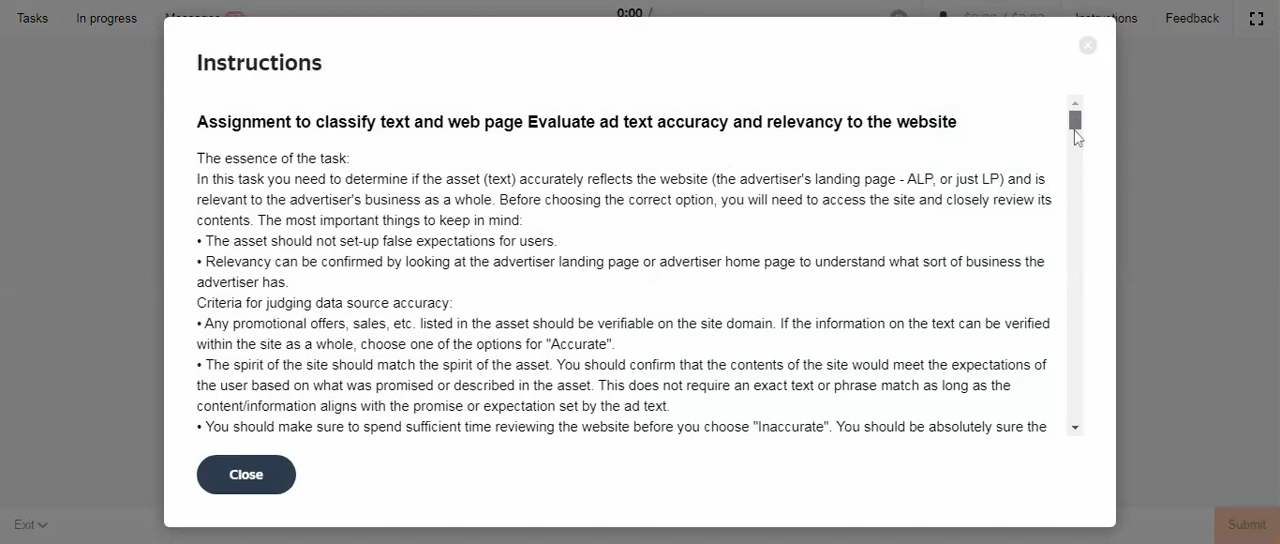 Tasks In progress 0:00 / Instructions Feedback
Instructions
Assignment to classify text and web page Evaluate ad text accuracy and relevancy to the website
The essence of the task:
In this task you need to determine if the asset (text) accurately reflects the website (the advertiser's landing page - ALP, or just LP) and is
relevant to the advertiser's business as a whole. Before choosing the correct option, you will need to access the site and closely review its
contents. The most important things to keep in mind:
• The asset should not set-up false expectations for users.
• Relevancy can be confirmed by looking at the advertiser landing page or advertiser home page to understand what sort of business the
advertiser has.
Criteria for judging data source accuracy:
• Any promotional offers, sales, etc. listed in the asset should be verifiable on the site domain. If the information on the text can be verified
within the site as a whole, choose one of the options for "Accurate".
• The spirit of the site should match the spirit of the asset. You should confirm that the contents of the site would meet the expectations of
the user based on what was promised or described in the asset. This does not require an exact text or phrase match as long as the
content/information aligns with the promise or expectation set by the ad text.
• You should make sure to spend sufficient time reviewing the website before you choose "Inaccurate". You should be absolutely sure the
Close
Exit Submit